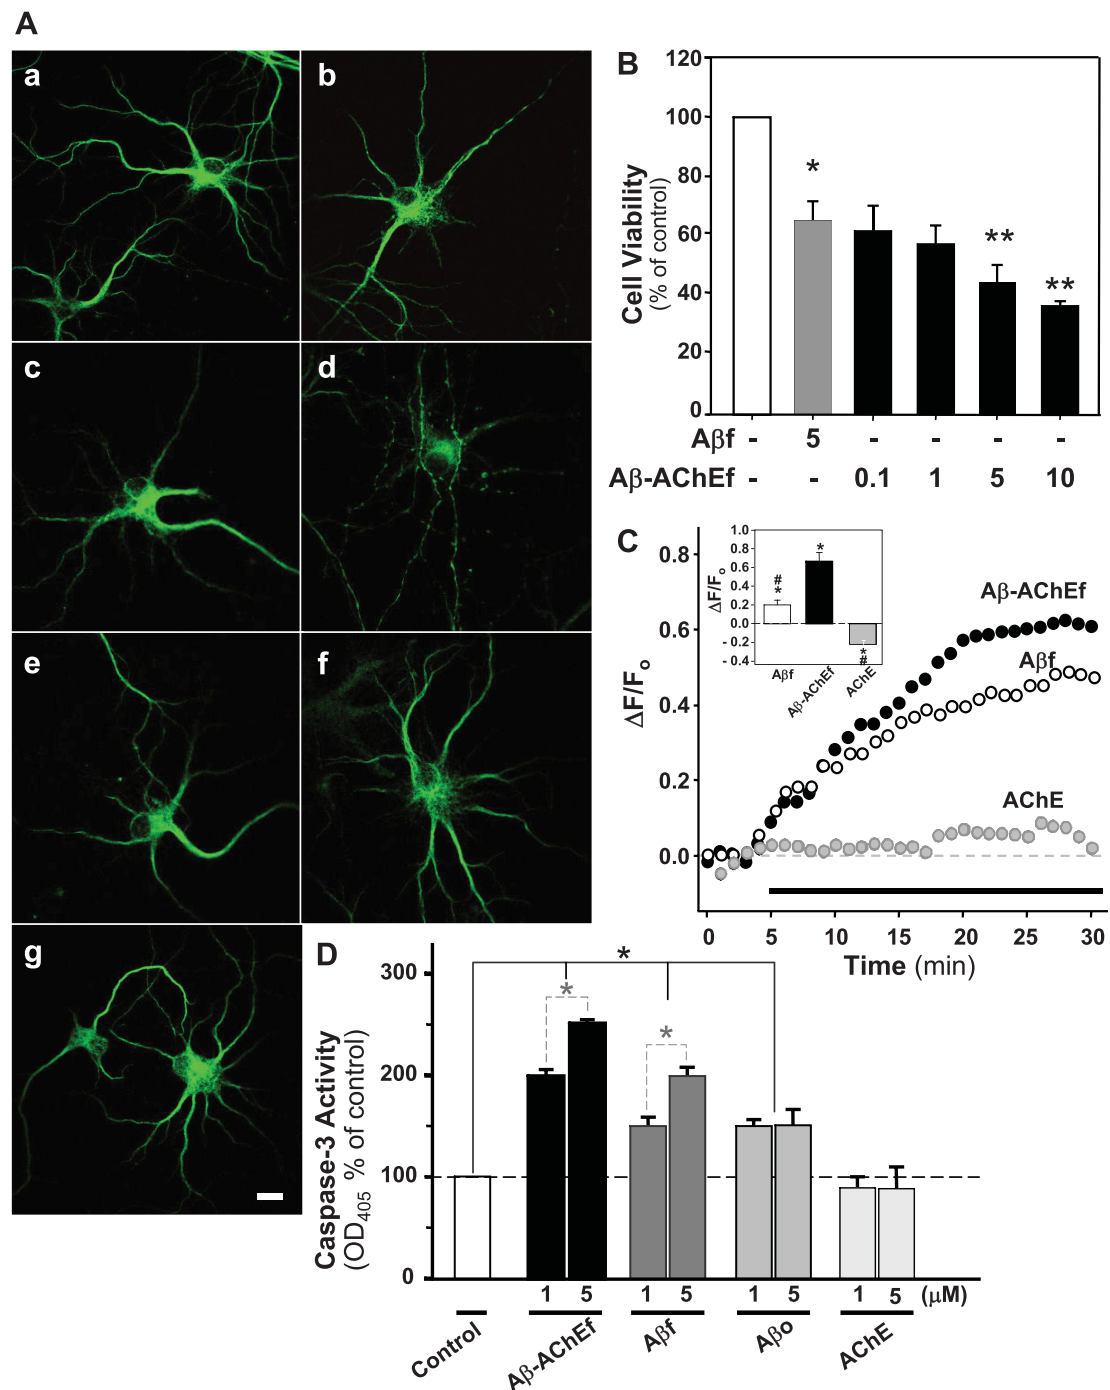 A
a
b
c
d
e
f
g
B
120
100
80
60
40
20
0
Cell Viability
(% of control)
*
**
**
Aβf - 5 - - - -
Aβ-AChEf - - 0.1 1 5 10
C
0.8
0.6
0.4
0.2
0.0
ΔF/Fo
1.0
0.8
0.6
0.4
0.2
0.0
- 0.2
- 0.4
ΔF/Fo
#
*
*
*
#
Aβf
Aβ-AChEf
AChE
Aβ-AChEf
Aβf
AChE
0 5 10 15 20 25 30
Time (min)
D
300
200
100
0
Caspase-3 Activity
(OD405 % of control)
*
*
*
1 5 1 5 1 5 1 5 (μM)
Control
Aβ-AChEf
Aβf
Aβo
AChE